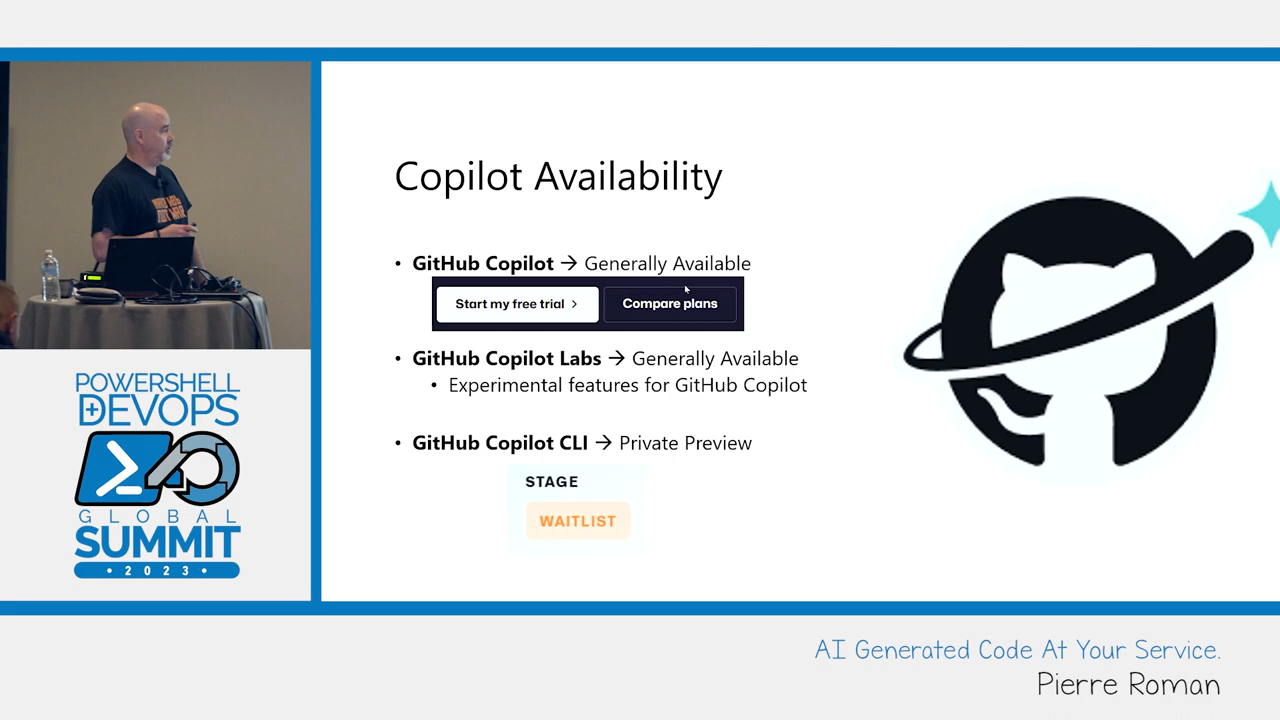 Copilot Availability
• GitHub Copilot → Generally Available
Start my free trial >
Compare plans
• GitHub Copilot Labs → Generally Available
• Experimental features for GitHub Copilot
• GitHub Copilot CLI → Private Preview
STAGE
WAITLIST
POWERSHELL
+ DEVOPS
GLOBAL
SUMMIT
• 2023 •
AI Generated Code At Your Service.
Pierre Roman